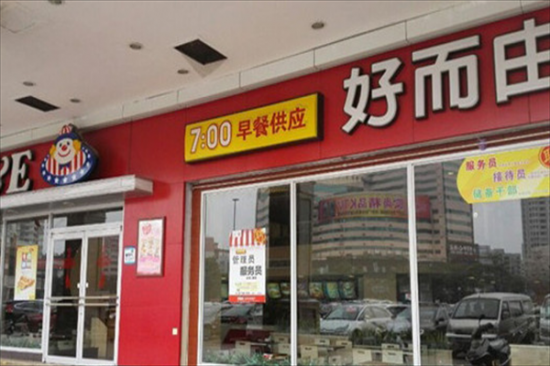 YE
7:00 早餐供应
好而由
服务员
接待员
储备干部
管理员
服务员